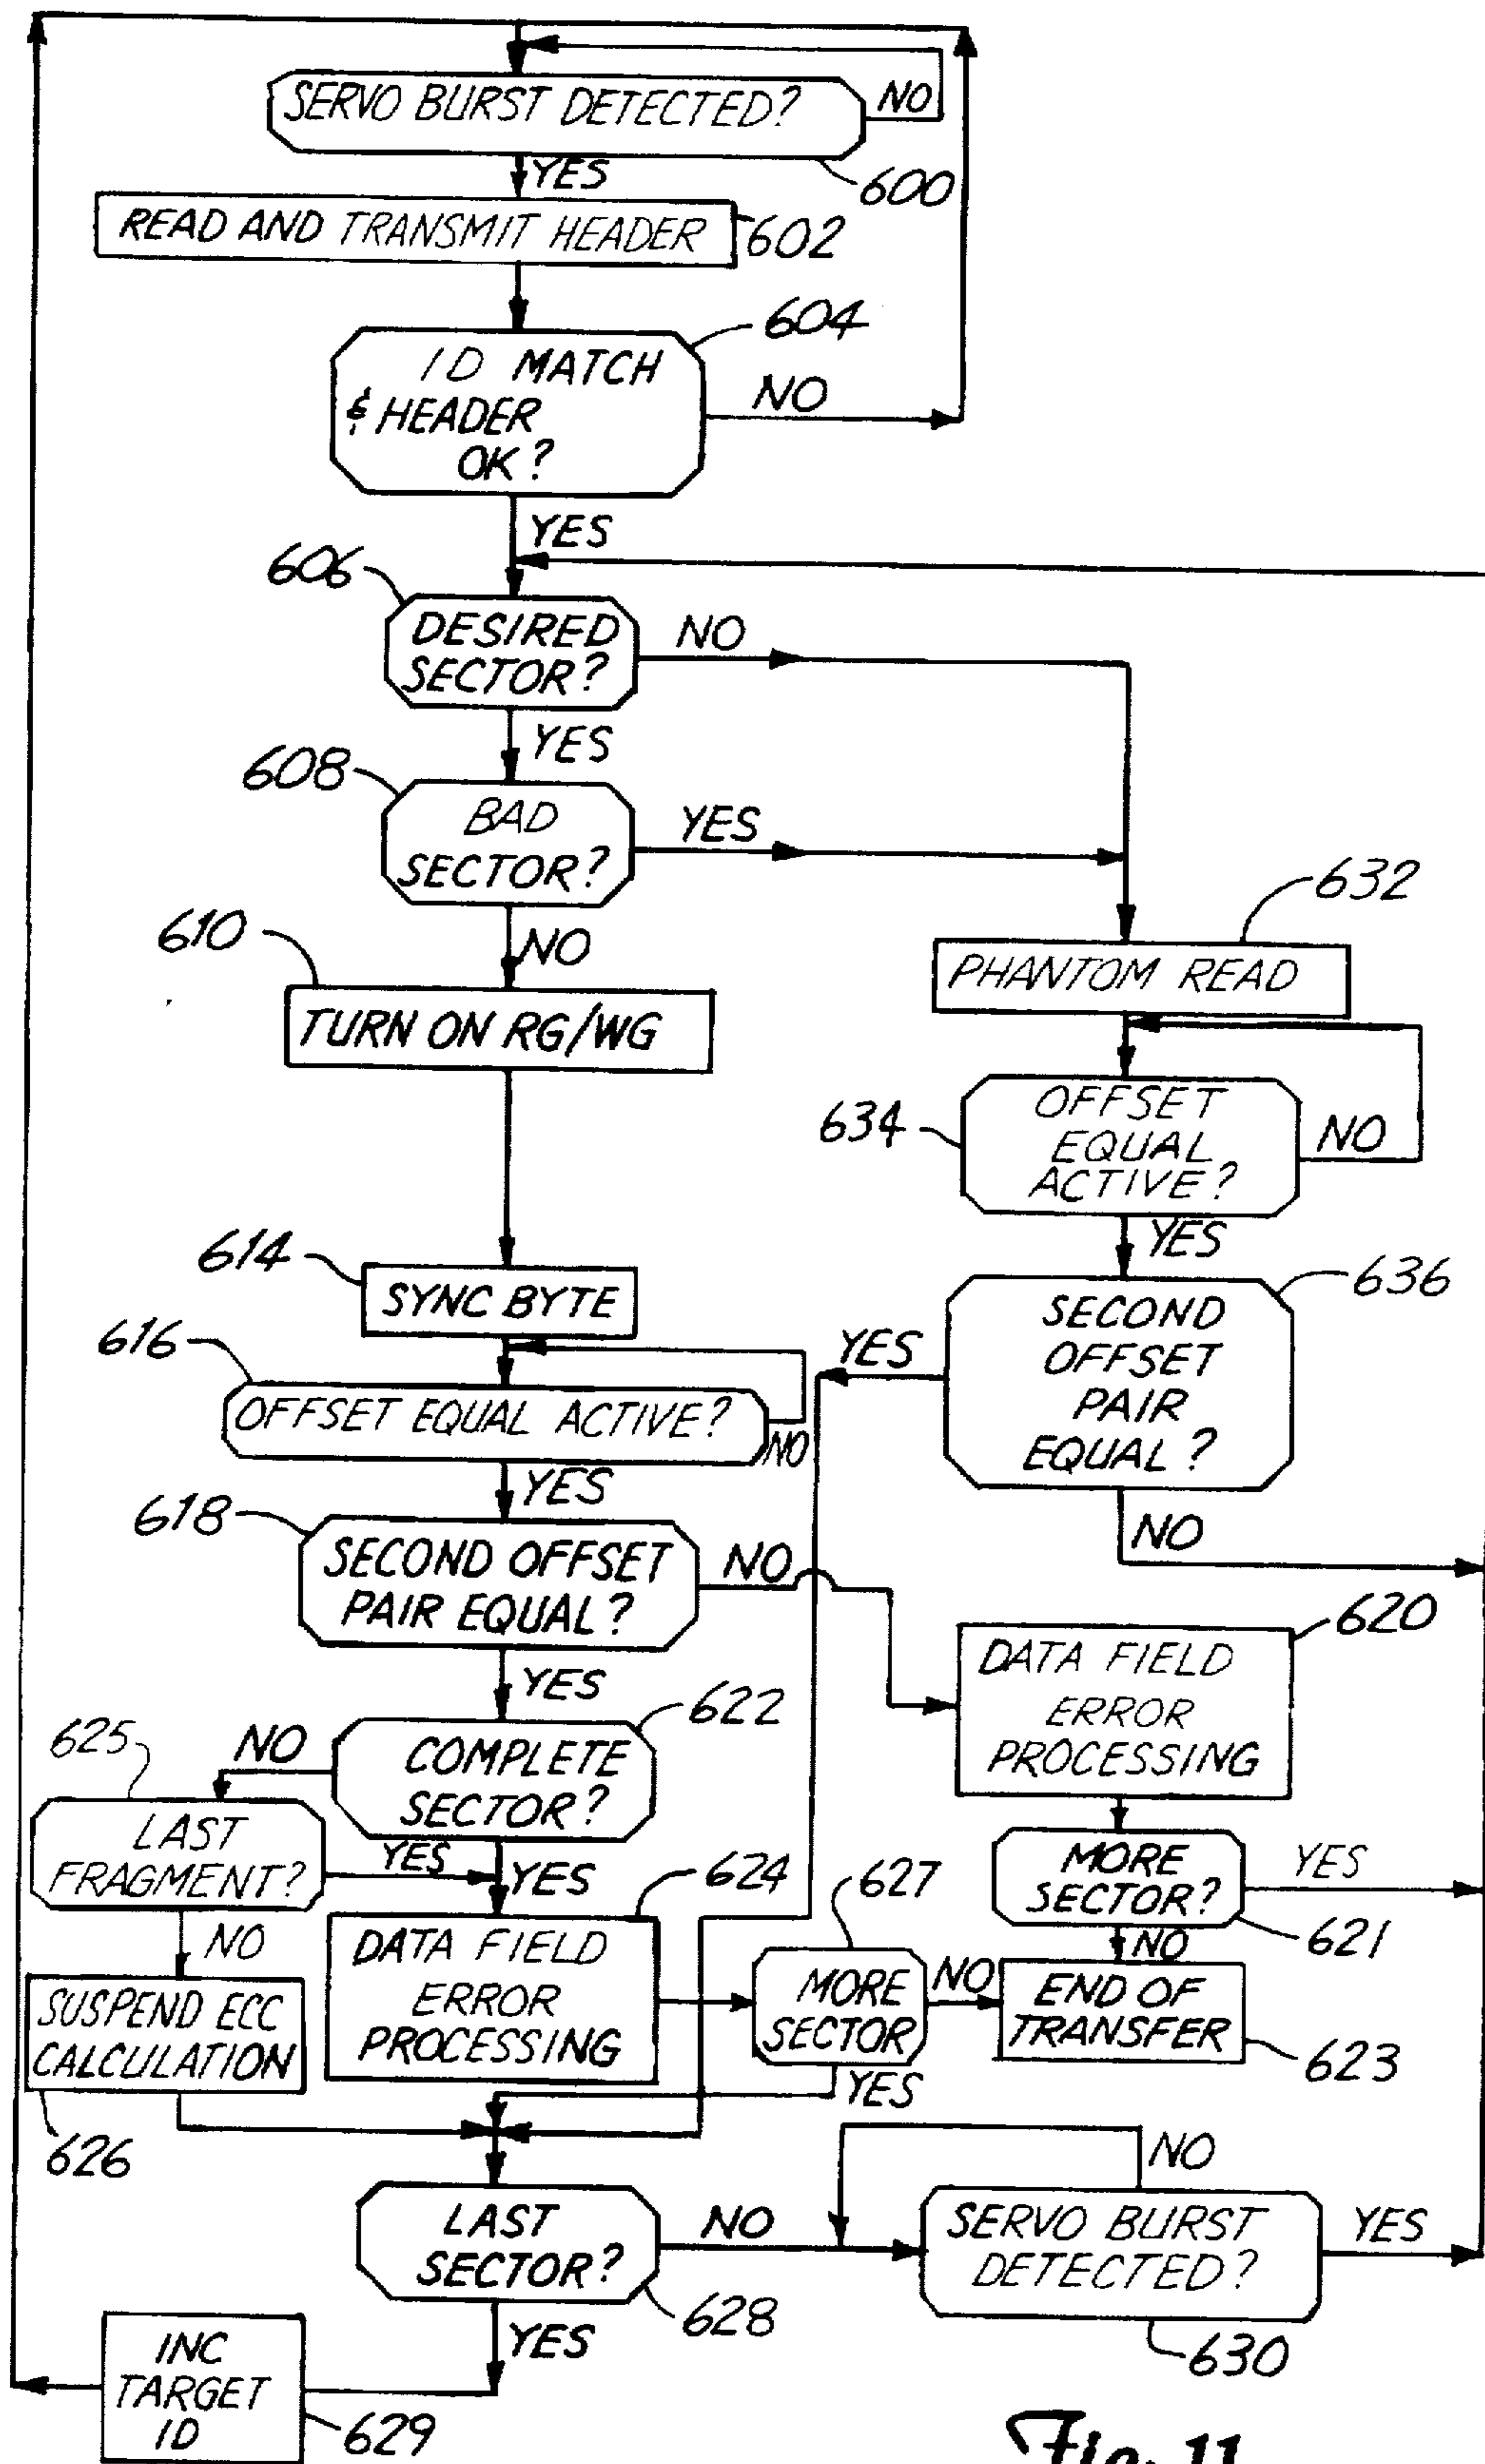 SERVO BURST DETECTED?
NO
600
YES
READ AND TRANSMIT HEADER
602
604
ID MATCH
& HEADER
OK?
NO
YES
606
DESIRED
SECTOR?
NO
YES
608
BAD
SECTOR?
YES
632
610
NO
PHANTOM READ
TURN ON RG/WG
634
OFFSET
EQUAL
ACTIVE?
NO
YES
614
SYNC BYTE
636
SECOND
OFFSET
PAIR
EQUAL?
YES
NO
616
OFFSET EQUAL ACTIVE?
NO
YES
618
SECOND OFFSET
PAIR EQUAL?
NO
620
DATA FIELD
ERROR
PROCESSING
YES
622
COMPLETE
SECTOR?
NO
625
LAST
FRAGMENT?
YES
YES
624
627
MORE
SECTOR?
YES
621
NO
NO
SUSPEND ECC
CALCULATION
626
DATA FIELD
ERROR
PROCESSING
MORE
SECTOR
NO
END OF
TRANSFER
623
YES
LAST
SECTOR?
NO
628
NO
SERVO BURST
DETECTED?
YES
630
YES
INC
TARGET
ID
629
Fig. 11